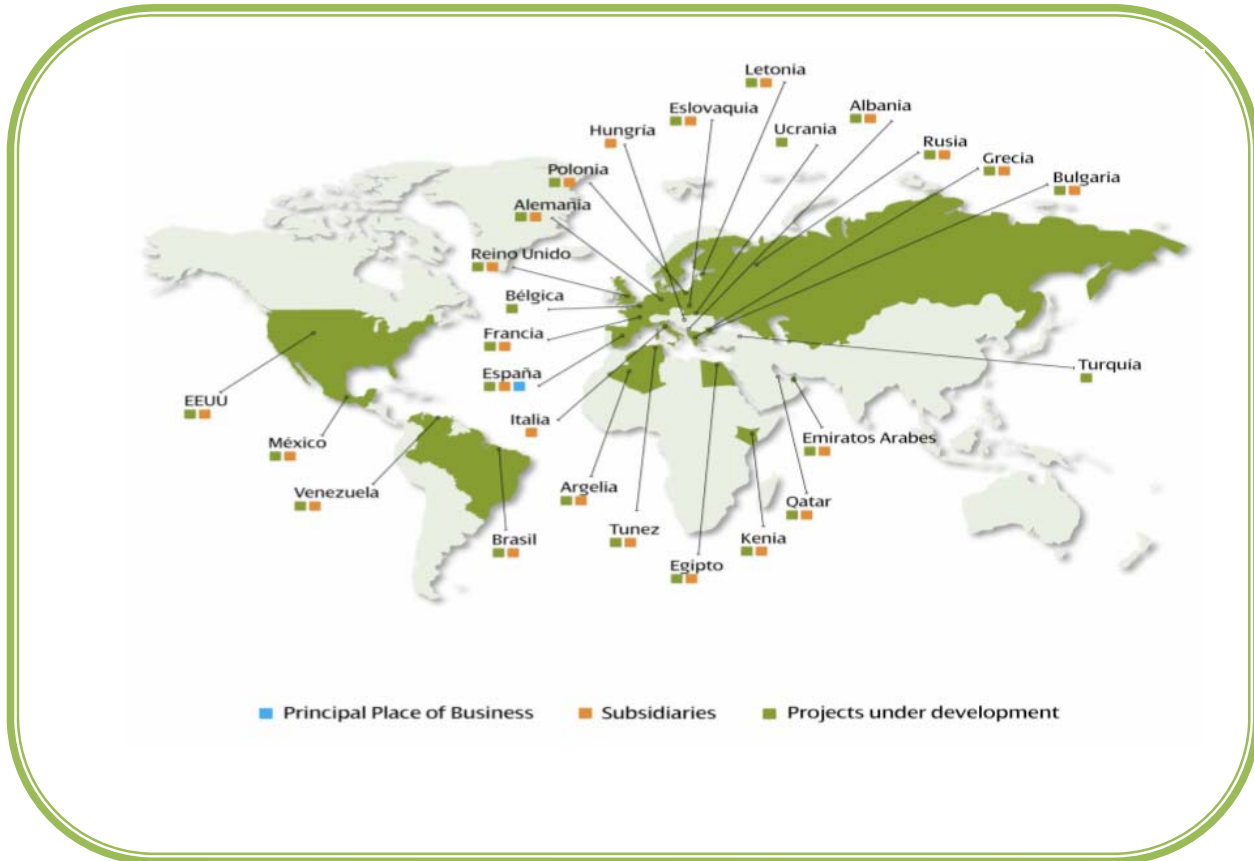 Letonia
Eslovaquia
Albania
Hungría
Ucrania
Rusia
Grecia
Polonia
Bulgaria
Alemania
Reino Unido
Bélgica
Francia
Turquía
España
EEUU
Italia
México
Emiratos Arabes
Venezuela
Argelia
Qatar
Tunez
Brasil
Kenia
Egipto
Principal Place of Business
Subsidiaries
Projects under development